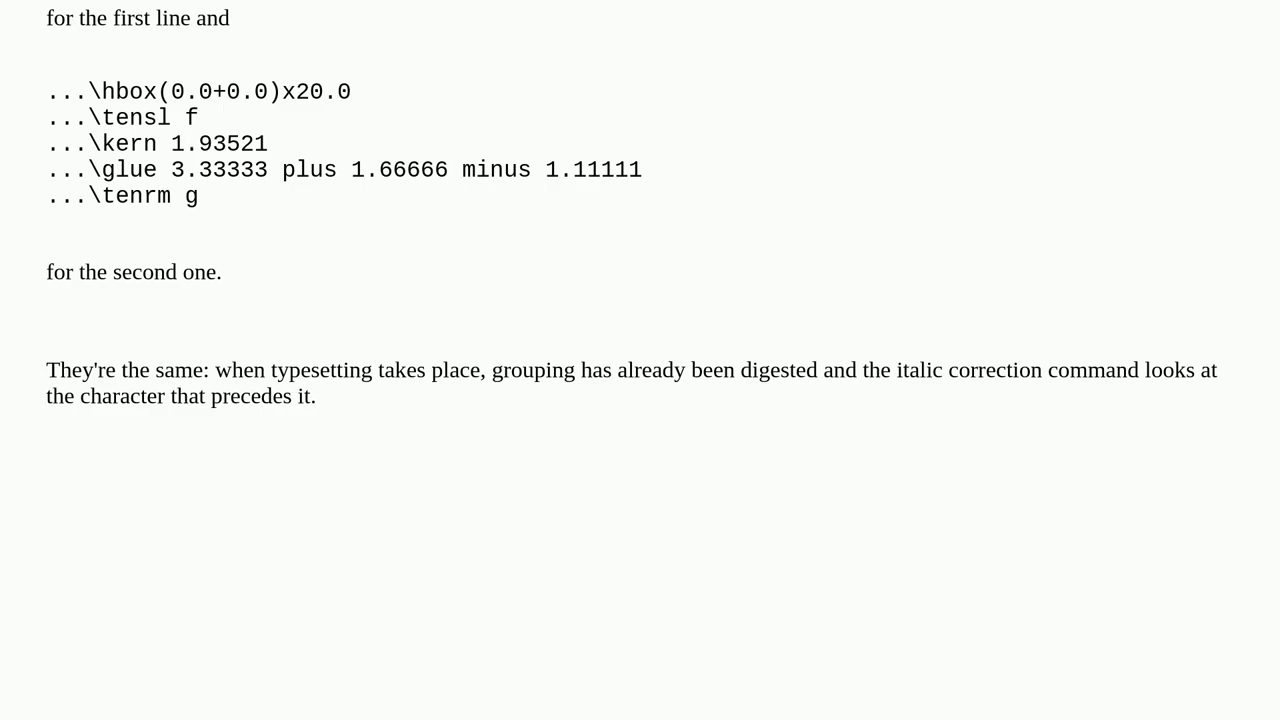 for the first line and
...\hbox(0.0+0.0)x20.0
...\tensl f
...\kern 1.93521
...\glue 3.33333 plus 1.66666 minus 1.11111
...\tenrm g
for the second one.
They're the same: when typesetting takes place, grouping has already been digested and the italic correction command looks at
the character that precedes it.